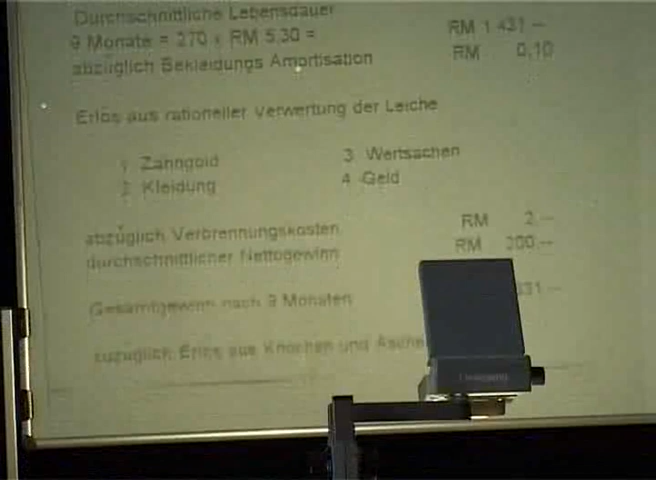 Durchschnittliche Lebensdauer
9 Monate = 270 x RM 5,30 = RM 1 431 --
abzüglich Bekleidungs Amortisation RM 0,10
Erlös aus rationeller Verwertung der Leiche
1 Zahngold 3 Wertsachen
2 Kleidung 4 Geld
abzüglich Verbrennungskosten RM 2.--
durchschnittlicher Nettogewinn RM 200.--
Gesamtgewinn nach 9 Monaten 31 --
zuzüglich Erlös aus Knochen und Asche